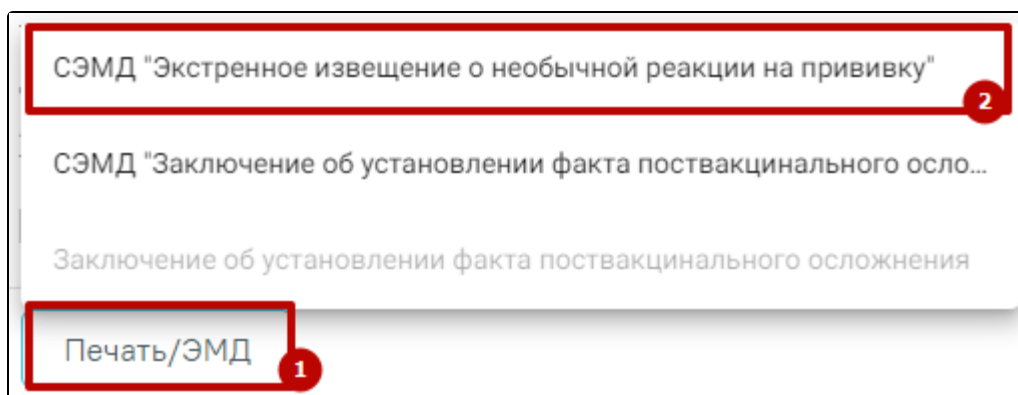 СЭМД "Экстренное извещение о необычной реакции на прививку"
2
СЭМД "Заключение об установлении факта поствакцинального осло...
Заключение об установлении факта поствакцинального осложнения
Печать/ЭМД
1